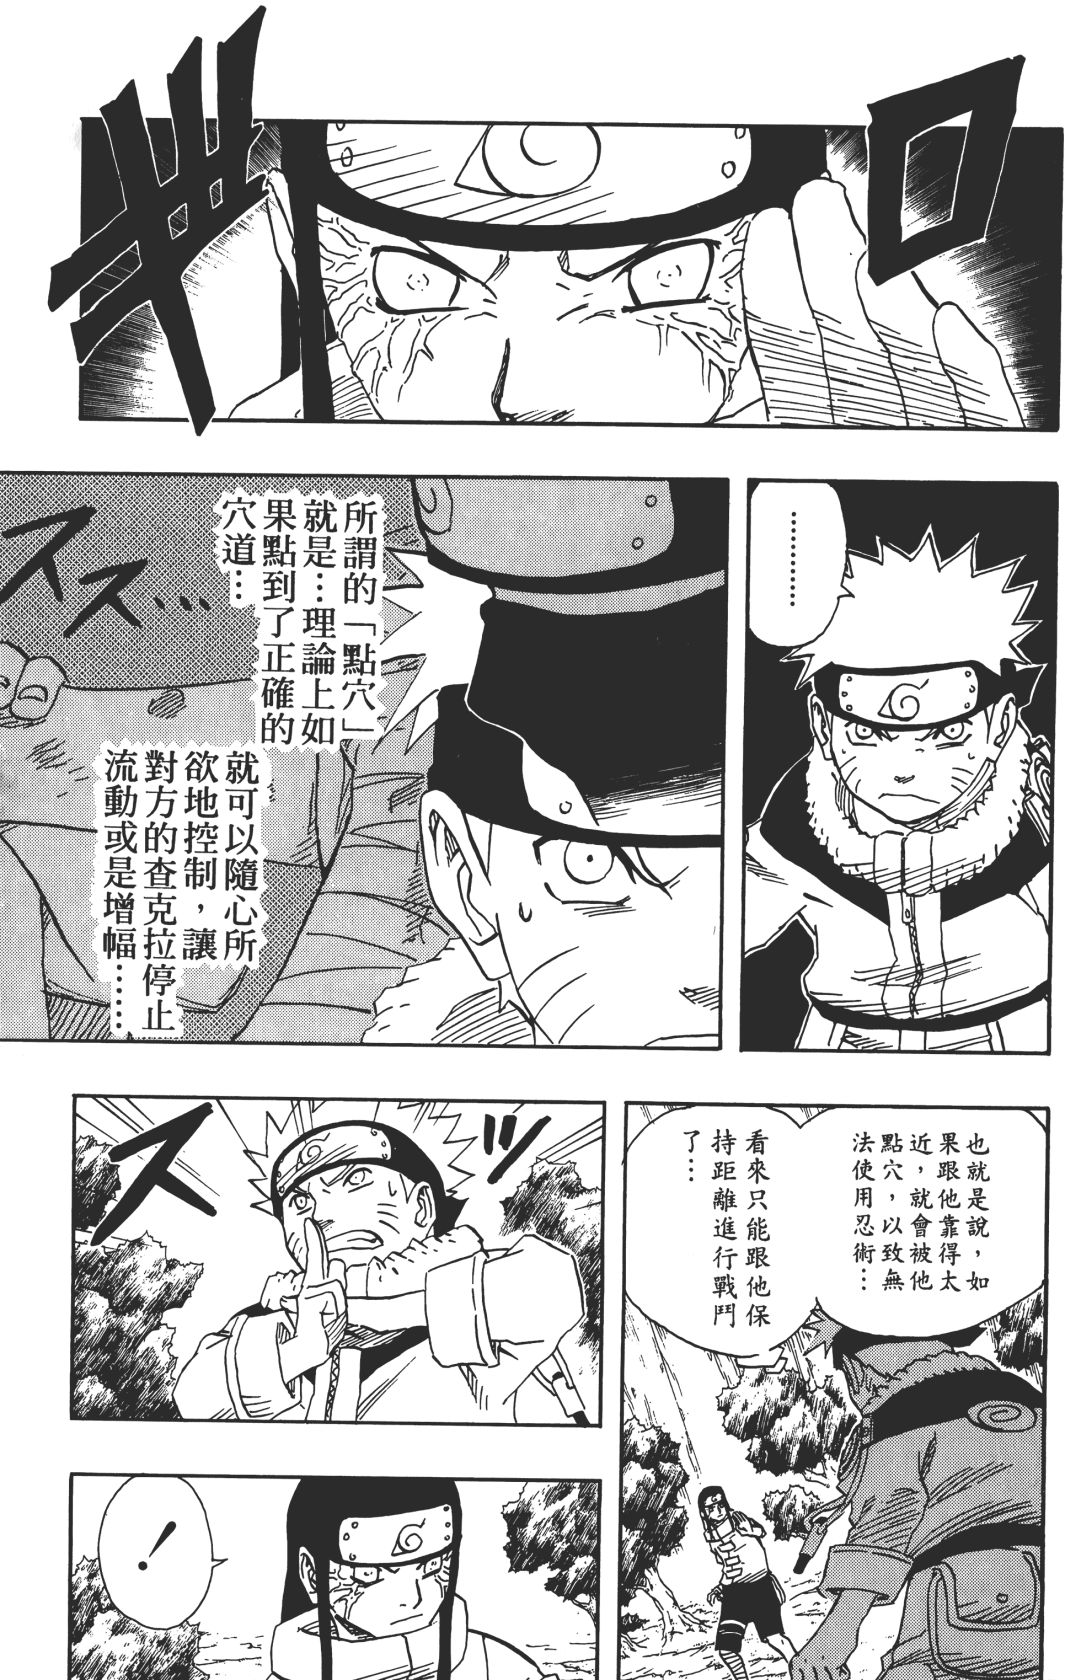 ギ
ロ
…………
所謂的「點穴」
就是…理論上如
果點到了正確的
穴道…
就可以隨心所
欲地控制，讓
對方的查克拉停止
流動或是增幅……
スス…
也就是說，如
果跟他靠得太
近，就會被他
點穴，以致無
法使用忍術…
看來只能跟他保
持距離進行戰鬥
了…
ッ
ス
！